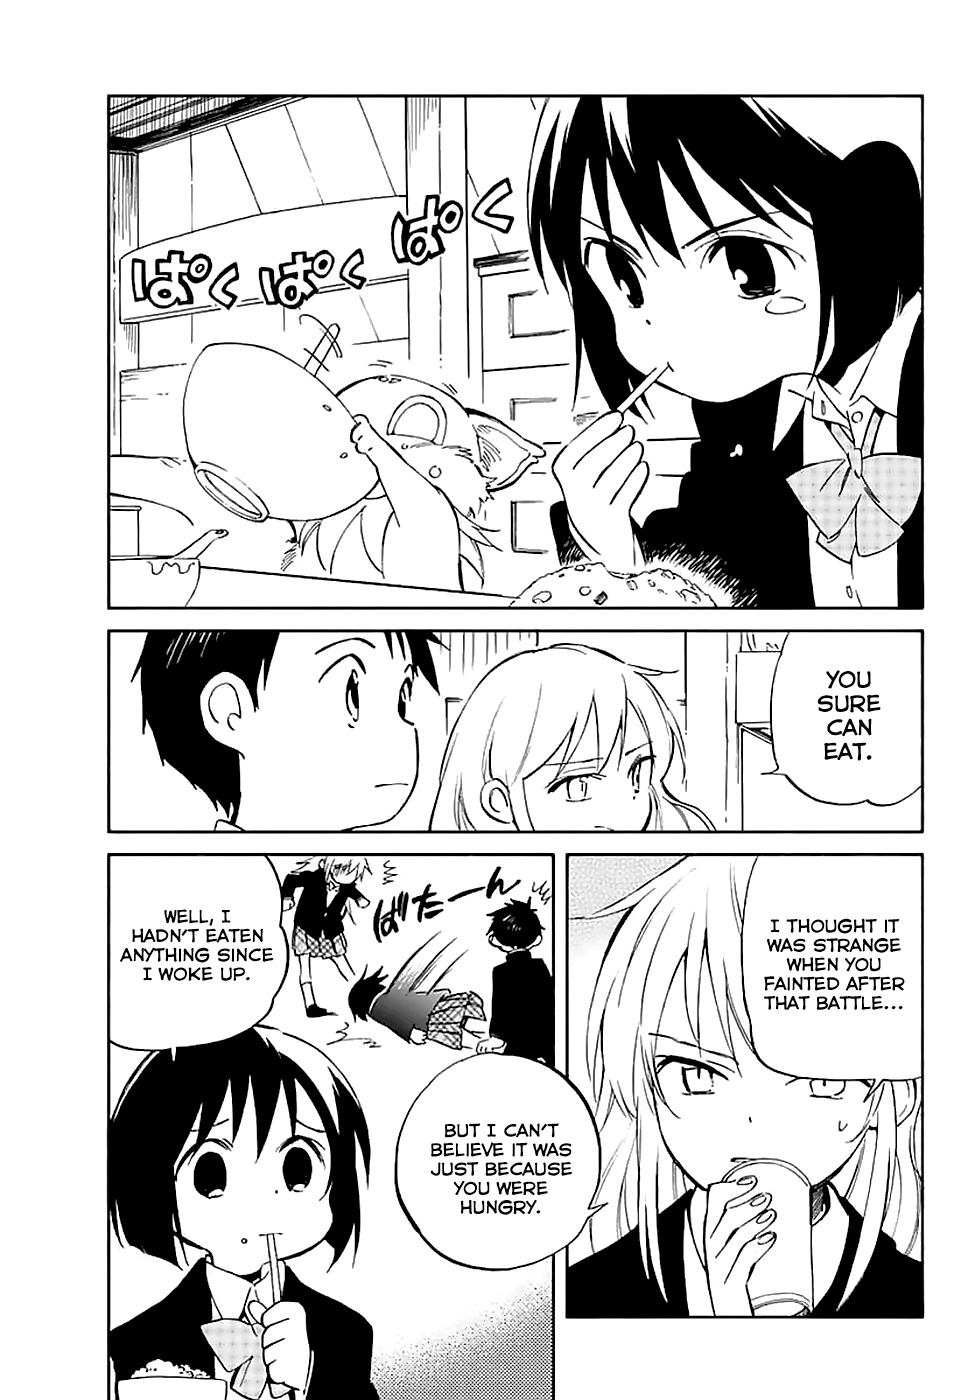 ぱく ぱく ぱく
YOU
SURE
CAN
EAT.
I THOUGHT IT
WAS STRANGE
WHEN YOU
FAINTED AFTER
THAT BATTLE...
ばたーん
BUT I CAN'T
BELIEVE IT WAS
JUST BECAUSE
YOU WERE
HUNGRY.
WELL, I
HADN'T EATEN
ANYTHING SINCE
I WOKE UP.